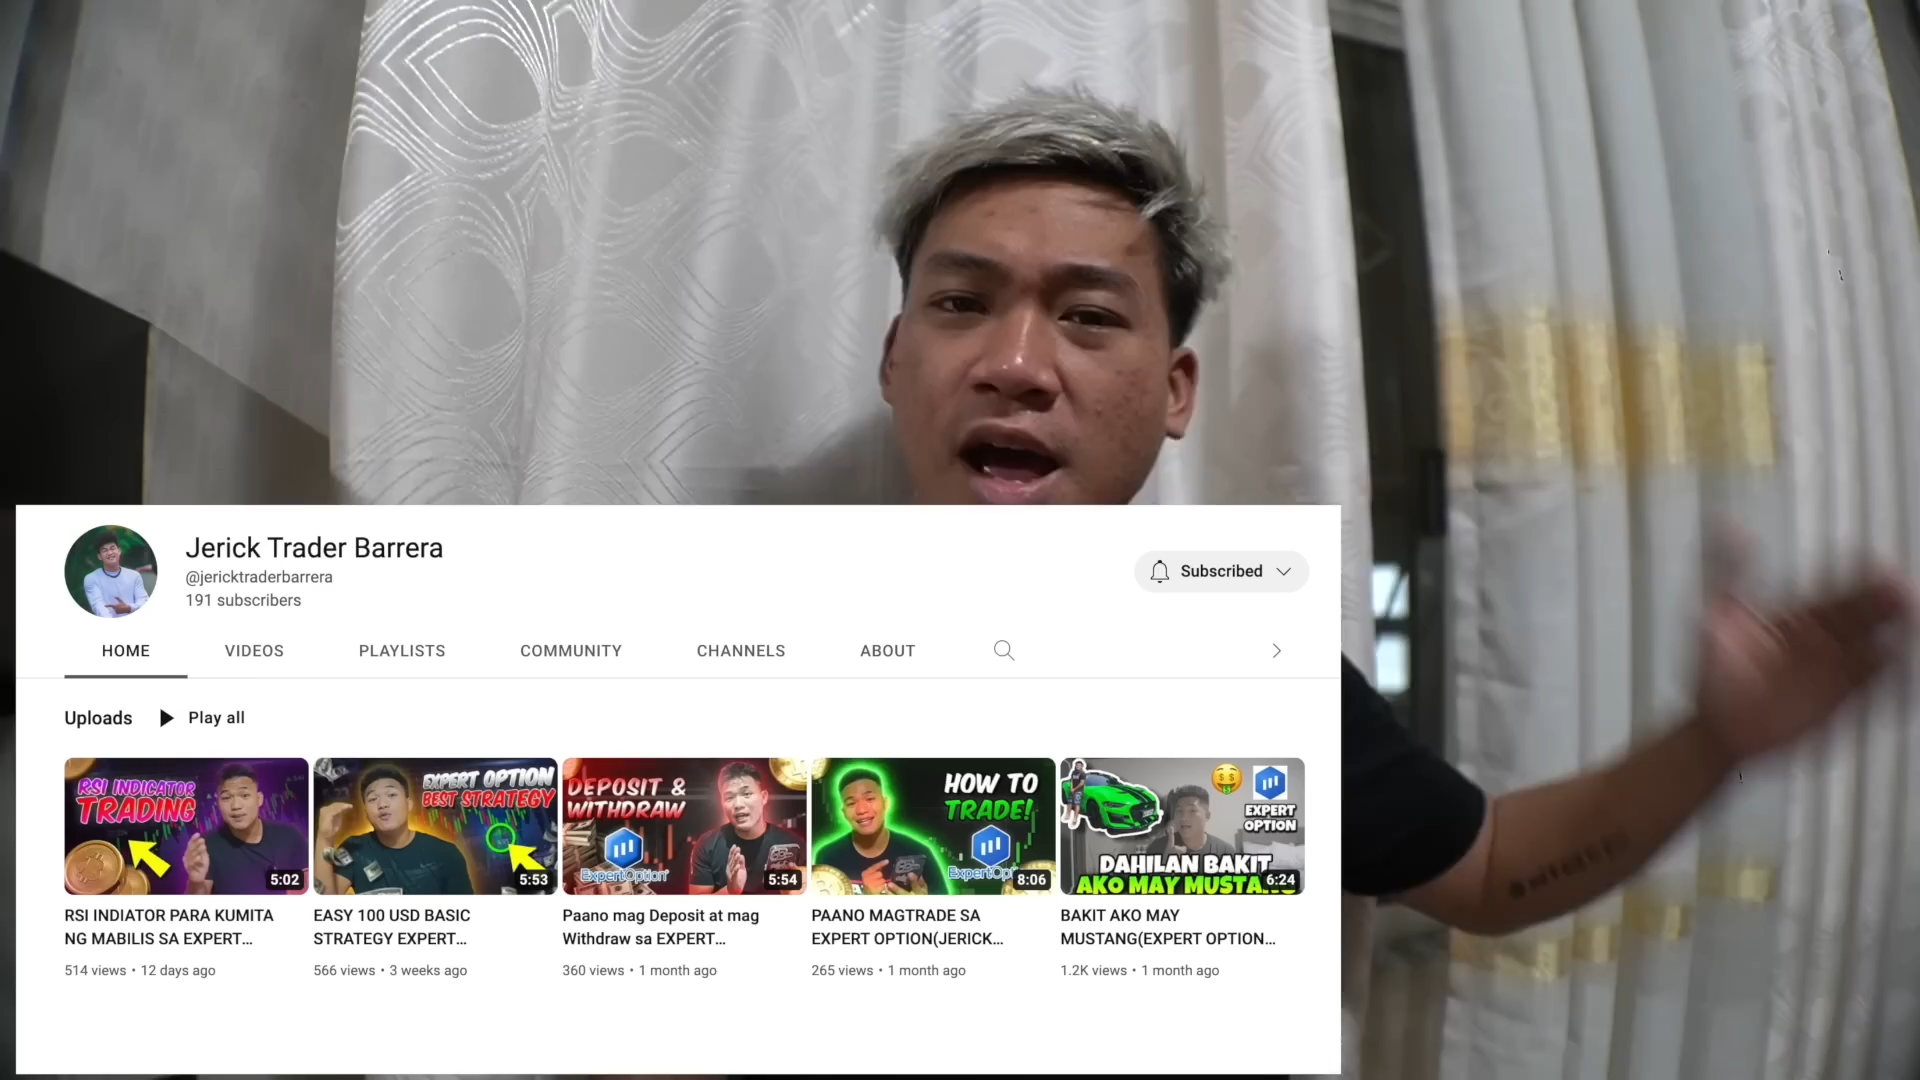 Jerick Trader Barrera
@jericktraderbarrera
191 subscribers
Subscribed
HOME VIDEOS PLAYLISTS COMMUNITY CHANNELS ABOUT
Uploads Play all
RSI INDICATOR
TRADING
5:02
EXPERT OPTION
BEST STRATEGY
5:53
DEPOSIT &
WITHDRAW
ExpertOption
5:54
HOW TO
TRADE!
8:06
EXPERT
OPTION
DAHILAN BAKIT
AKO MAY
6:24
RSI INDIATOR PARA KUMITA
NG MABILIS SA EXPERT...
514 views • 12 days ago
EASY 100 USD BASIC
STRATEGY EXPERT...
566 views • 3 weeks ago
Paano mag Deposit at mag
Withdraw sa EXPERT...
360 views • 1 month ago
PAANO MAGTRADE SA
EXPERT OPTION(JERICK...
265 views • 1 month ago
BAKIT AKO MAY
MUSTANG(EXPERT OPTION...
1.2K views • 1 month ago